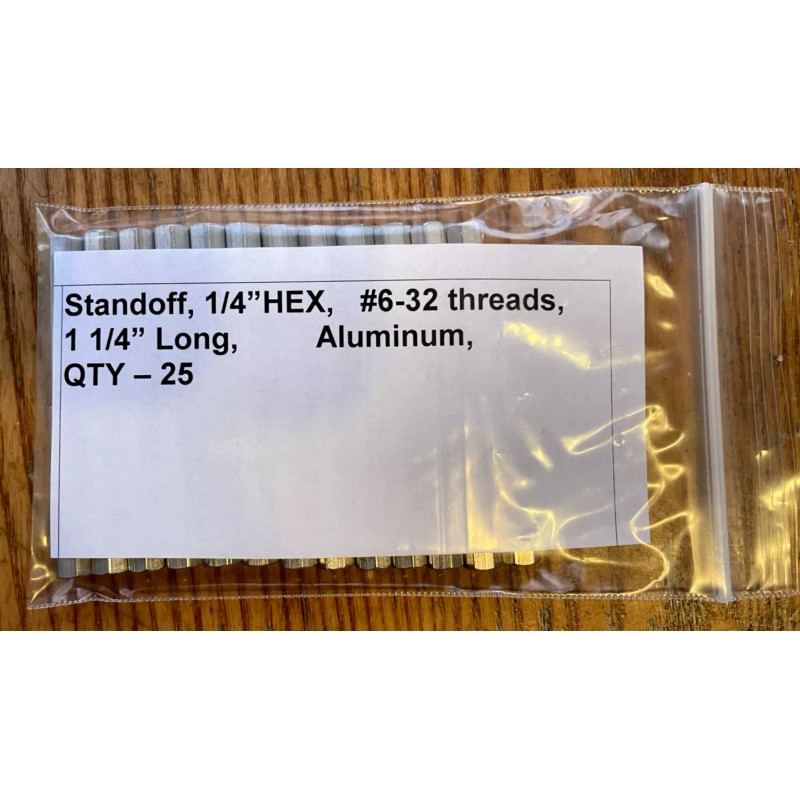 Standoff, 1/4”HEX, #6-32 threads,
1 1/4” Long, Aluminum,
QTY – 25